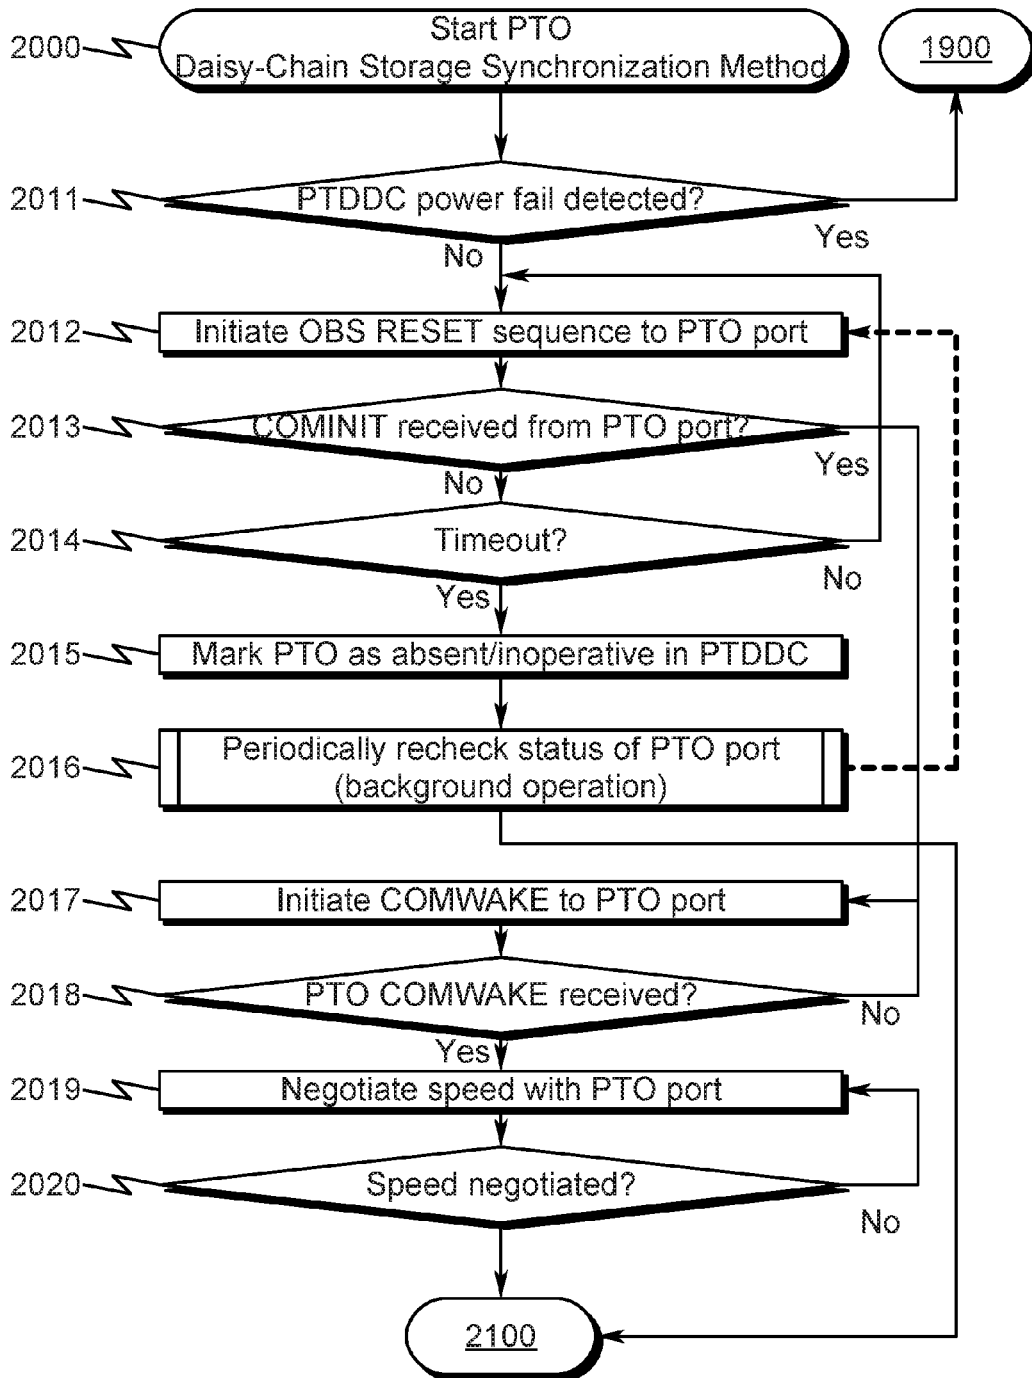 2000
Start PTO
Daisy-Chain Storage Synchronization Method
1900
2011
PTDDC power fail detected?
Yes
No
2012
Initiate OBS RESET sequence to PTO port
2013
COMINIT received from PTO port?
Yes
No
2014
Timeout?
No
Yes
2015
Mark PTO as absent/inoperative in PTDDC
2016
Periodically recheck status of PTO port
(background operation)
2017
Initiate COMWAKE to PTO port
2018
PTO COMWAKE received?
No
Yes
2019
Negotiate speed with PTO port
2020
Speed negotiated?
No
2100